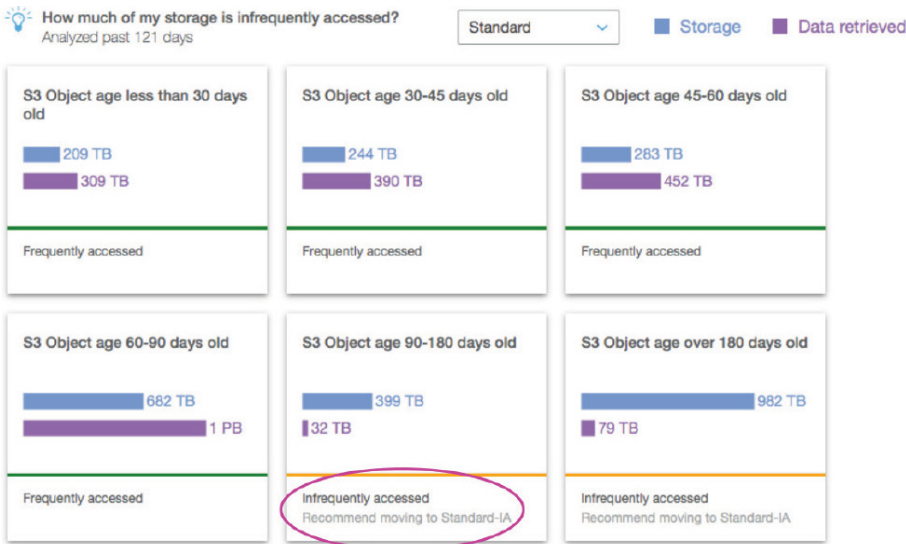 How much of my storage is infrequently accessed?
Analyzed past 121 days
Standard
Storage
Data retrieved
S3 Object age less than 30 days
old
209 TB
309 TB
Frequently accessed
S3 Object age 30-45 days old
244 TB
390 TB
Frequently accessed
S3 Object age 45-60 days old
283 TB
452 TB
Frequently accessed
S3 Object age 60-90 days old
682 TB
1 PB
Frequently accessed
S3 Object age 90-180 days old
399 TB
32 TB
Infrequently accessed
Recommend moving to Standard-IA
S3 Object age over 180 days old
982 TB
79 TB
Infrequently accessed
Recommend moving to Standard-IA